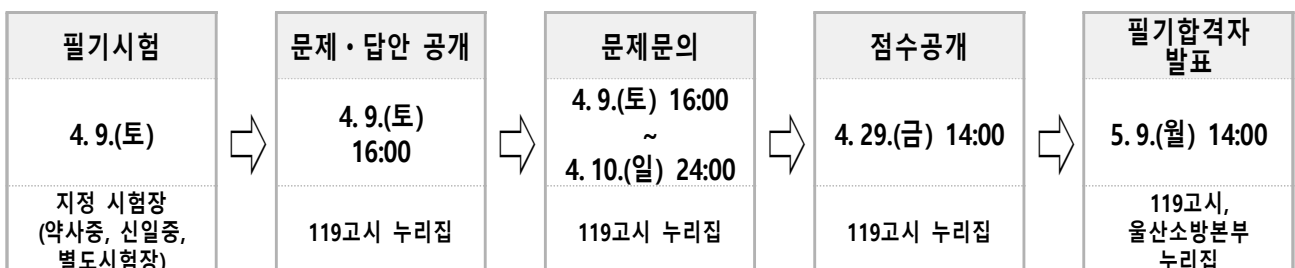 필기시험
4. 9.(토)
지정 시험장
(약사중, 신일중,
별도시험장)
문제・답안 공개
4. 9.(토)
16:00
119고시 누리집
문제문의
4. 9.(토) 16:00
~
4. 10.(일) 24:00
119고시 누리집
점수공개
4. 29.(금) 14:00
119고시 누리집
필기합격자
발표
5. 9.(월) 14:00
119고시,
울산소방본부
누리집